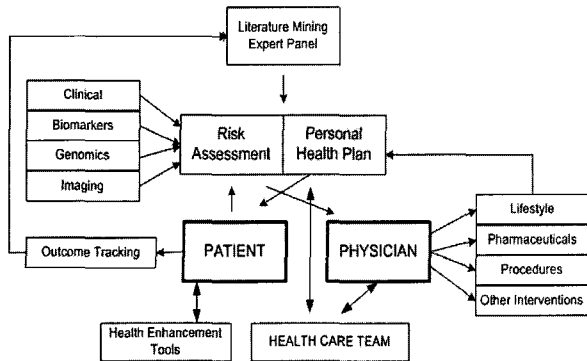 Literature Mining
Expert Panel
Clinical
Biomarkers
Genomics
Imaging
Risk
Assessment
Personal
Health Plan
Lifestyle
Pharmaceuticals
Procedures
Other Interventions
Outcome Tracking
PATIENT
PHYSICIAN
Health Enhancement
Tools
HEALTH CARE TEAM